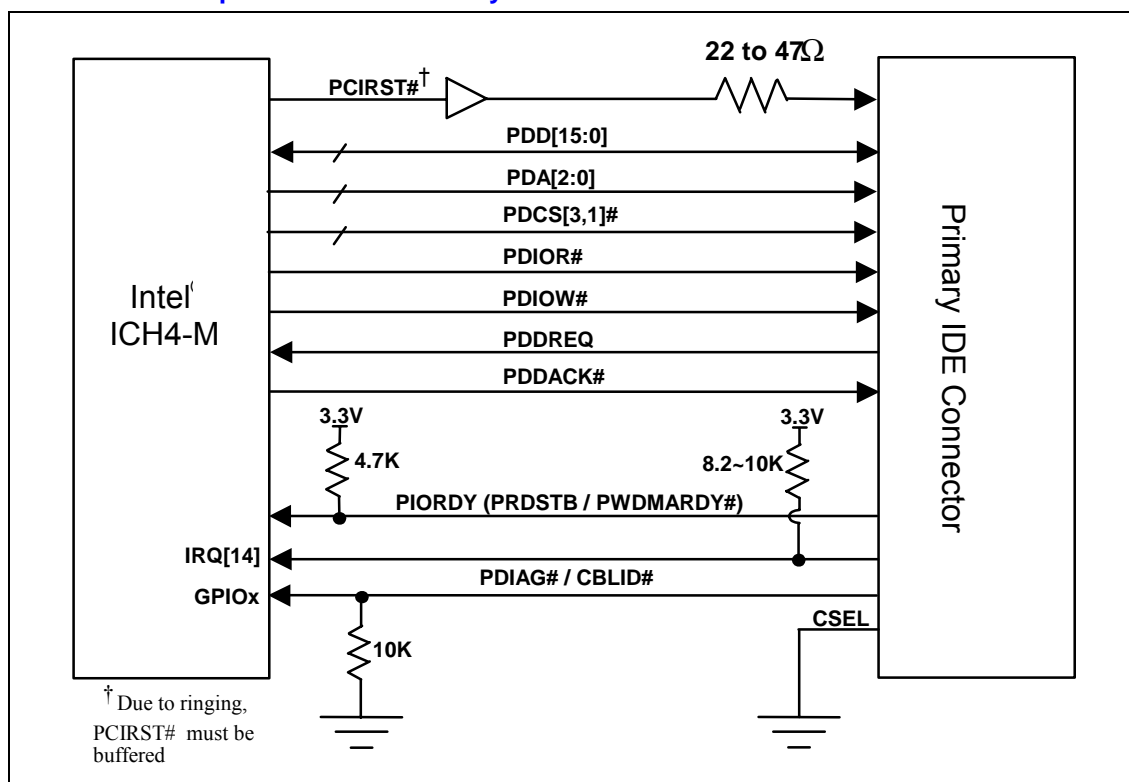 22 to 47Ω
PCIRST#†
PDD[15:0]
PDA[2:0]
PDCS[3,1]#
PDIOR#
PDIOW#
PDDREQ
PDDACK#
Intel
ICH4-M
Primary IDE Connector
3.3V
3.3V
4.7K
8.2~10K
PIORDY (PRDSTB / PWDMARDY#)
IRQ[14]
PDIAG# / CBLID#
GPIOx
CSEL
10K
† Due to ringing,
PCIRST# must be
buffered